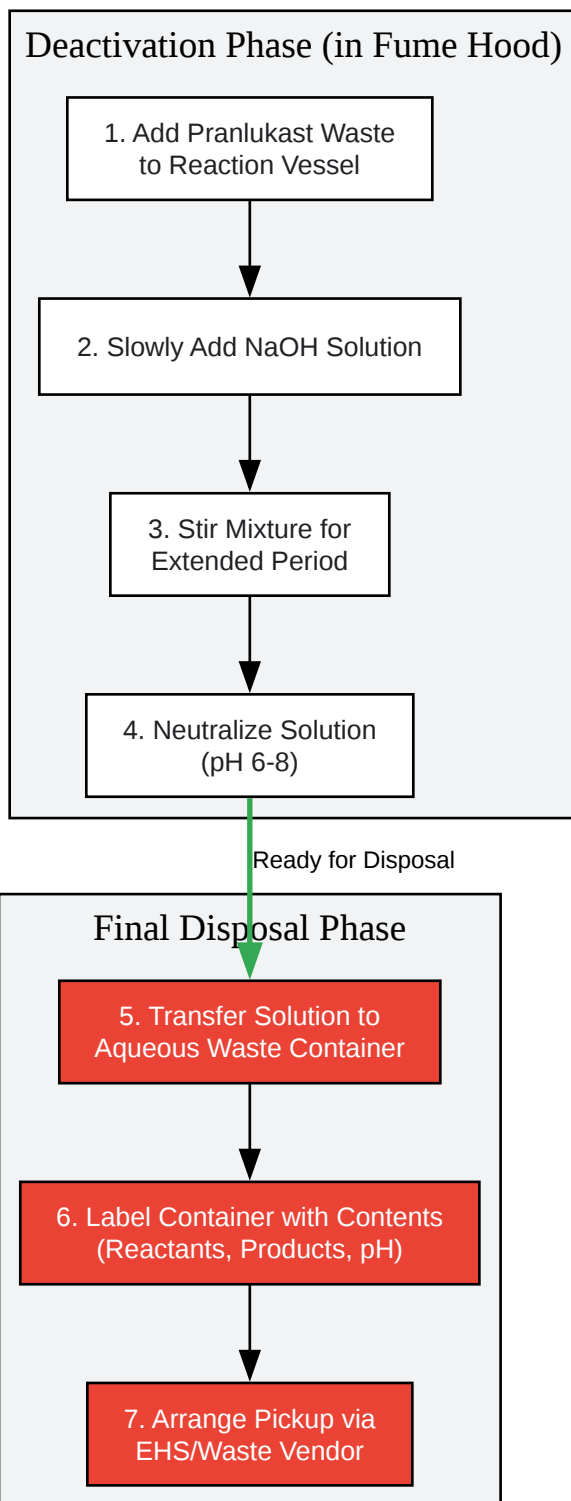 Deactivation Phase (in Fume Hood)
1. Add Pranlukast Waste
to Reaction Vessel
2. Slowly Add NaOH Solution
3. Stir Mixture for
Extended Period
4. Neutralize Solution
(pH 6-8)
Ready for Disposal
Final Disposal Phase
5. Transfer Solution to
Aqueous Waste Container
6. Label Container with Contents
(Reactants, Products, pH)
7. Arrange Pickup via
EHS/Waste Vendor